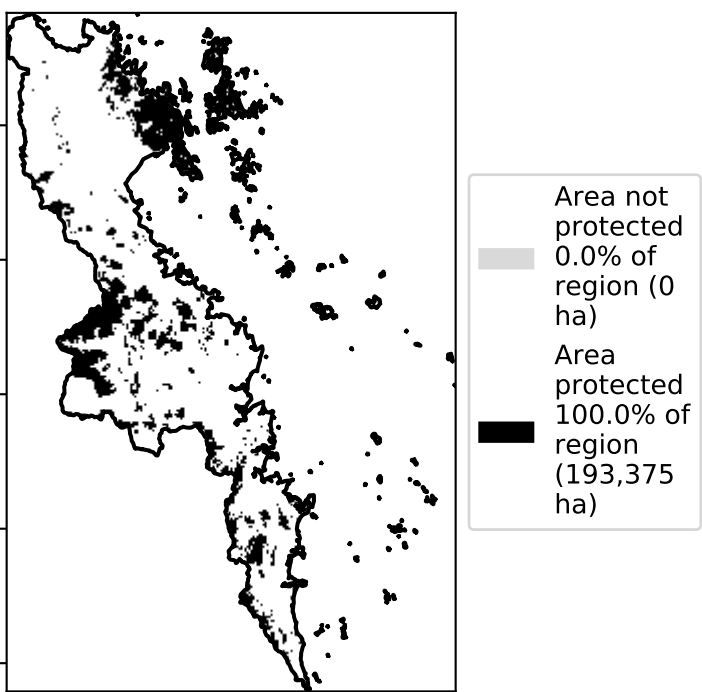 Area not
protected
0.0% of
region (0
ha)
Area
protected
100.0% of
region
(193,375
ha)